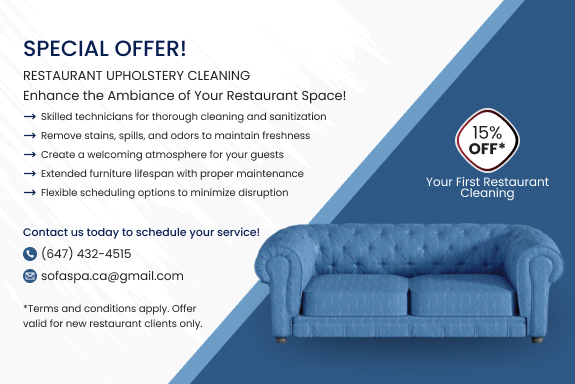 SPECIAL OFFER!
RESTAURANT UPHOLSTERY CLEANING
Enhance the Ambiance of Your Restaurant Space!
→ Skilled technicians for thorough cleaning and sanitization
→ Remove stains, spills, and odors to maintain freshness
→ Create a welcoming atmosphere for your guests
→ Extended furniture lifespan with proper maintenance
→ Flexible scheduling options to minimize disruption
Contact us today to schedule your service!
(647) 432-4515
sofaspa.ca@gmail.com
*Terms and conditions apply. Offer
valid for new restaurant clients only.
15%
OFF*
Your First Restaurant
Cleaning